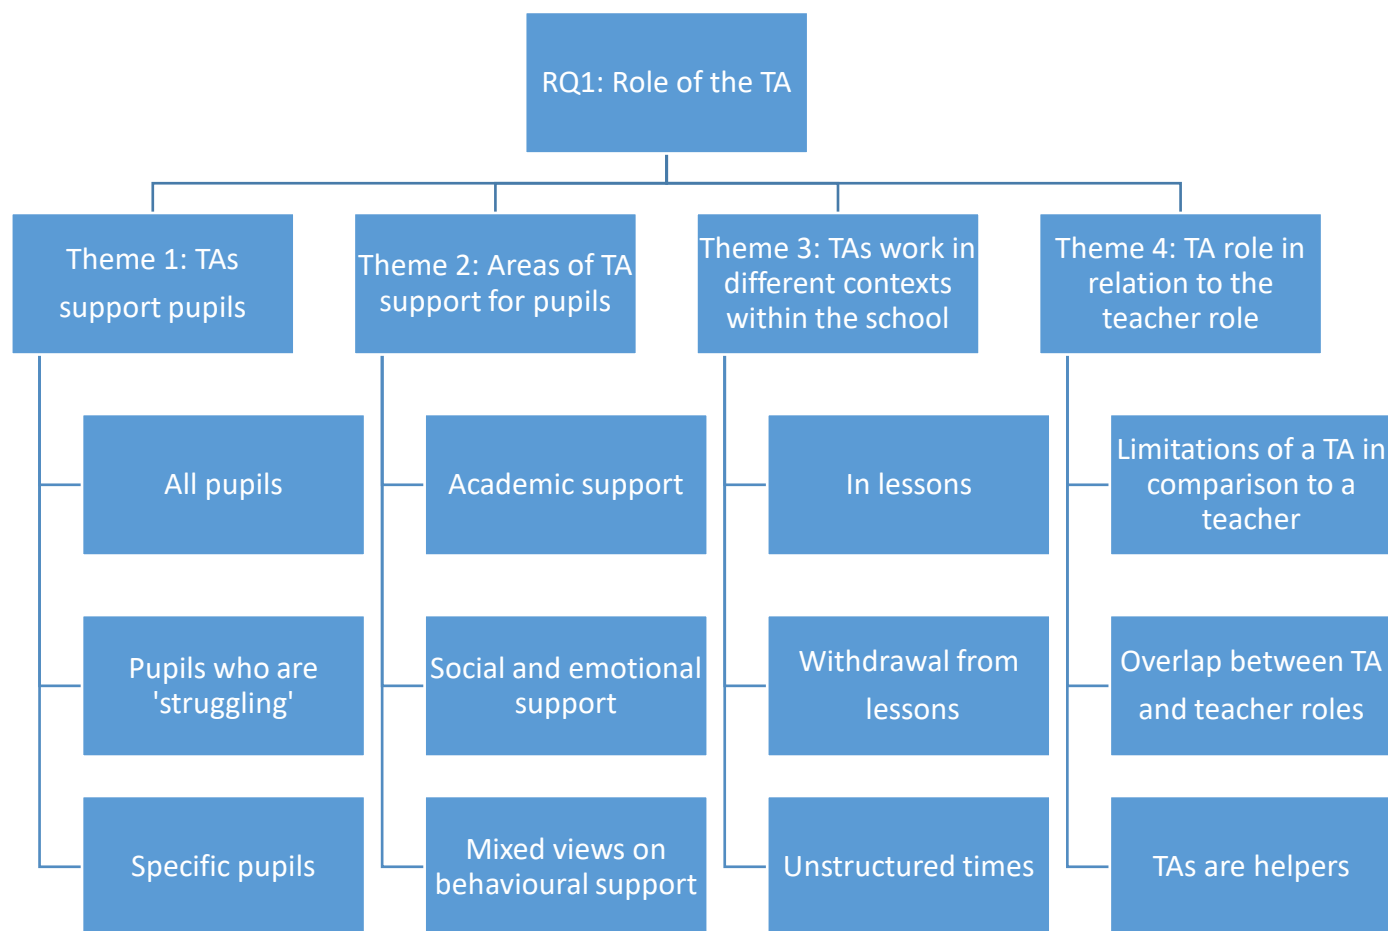 RQ1: Role of the TA
Theme 1: TAs
support pupils
Theme 2: Areas of TA
support for pupils
Theme 3: TAs work in
different contexts
within the school
Theme 4: TA role in
relation to the
teacher role
All pupils
Academic support
In lessons
Limitations of a TA in
comparison to a
teacher
Pupils who are
'struggling'
Social and emotional
support
Withdrawal from
lessons
Overlap between TA
and teacher roles
Specific pupils
Mixed views on
behavioural support
Unstructured times
TAs are helpers